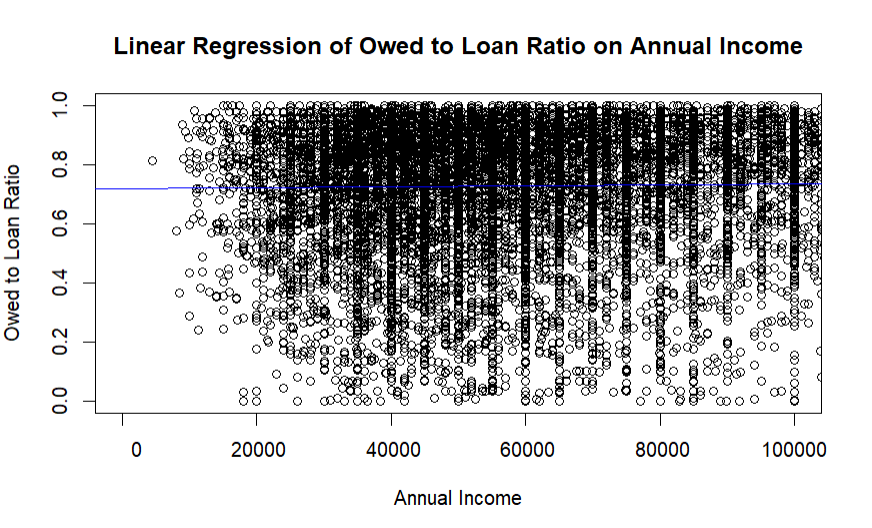 Linear Regression of Owed to Loan Ratio on Annual Income
Owed to Loan Ratio
1.0
0.8
0.6
0.4
0.2
0.0
0 20000 40000 60000 80000 100000
Annual Income